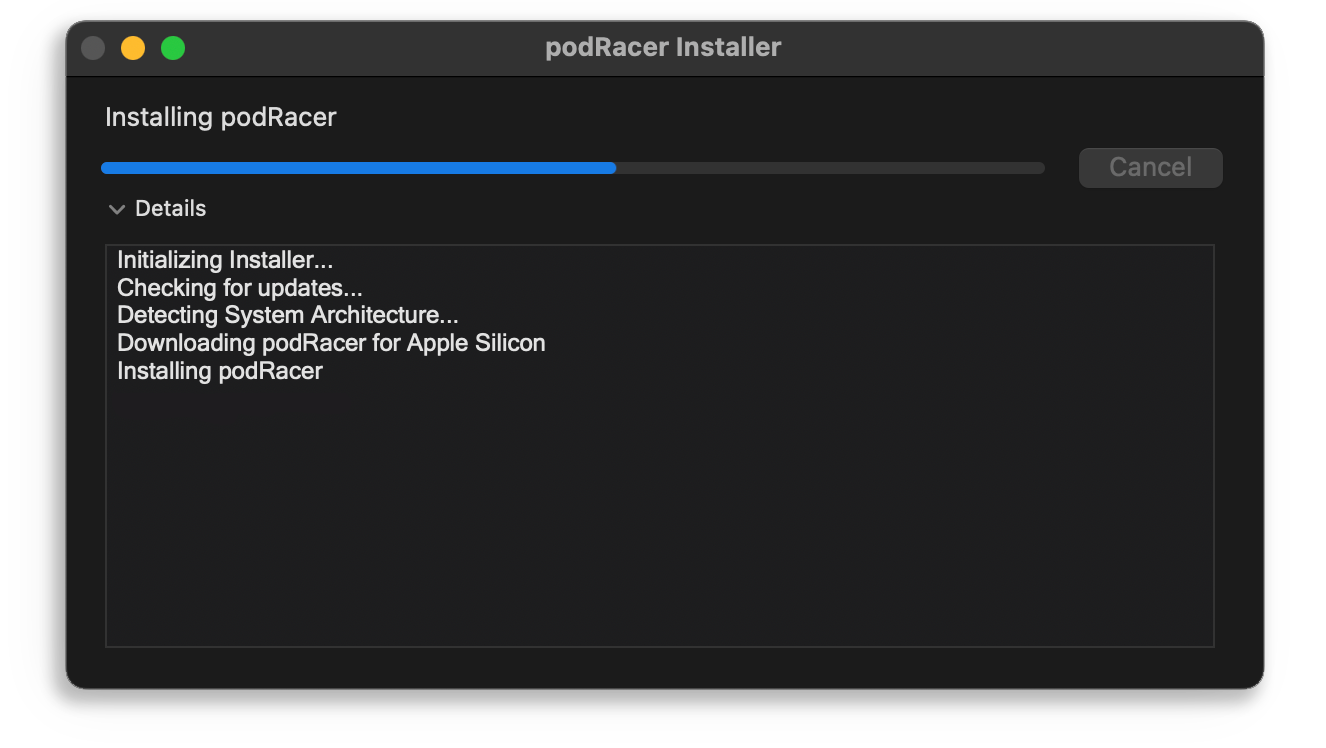 podRacer Installer
Installing podRacer
Cancel
Details
Initializing Installer...
Checking for updates...
Detecting System Architecture...
Downloading podRacer for Apple Silicon
Installing podRacer